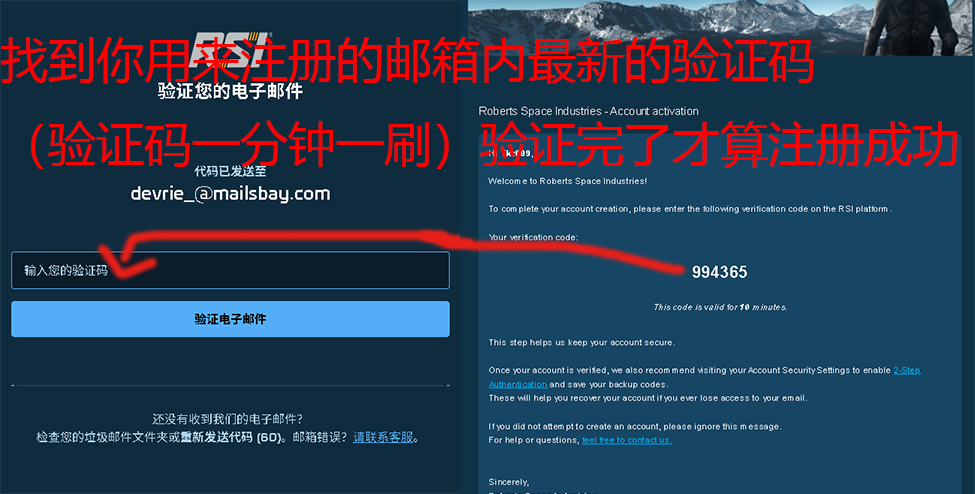 RSI
找到你用来注册的邮箱内最新的验证码
验证您的电子邮件
（验证码一分钟一刷）验证完了才算注册成功
代码已发送至
devrie_@mailsbay.com
输入您的验证码
验证电子邮件
还没有收到我们的电子邮件？
检查您的垃圾邮件文件夹或重新发送代码 (60)。邮箱错误？请联系客服。
Roberts Space Industries - Account activation
Welcome to Roberts Space Industries!
To complete your account creation, please enter the following verification code on the RSI platform.
Your verification code:
994365
This code is valid for 10 minutes.
This step helps us keep your account secure.
Once your account is verified, we also recommend visiting your Account Security Settings to enable 2-Step
Authentication and save your backup codes.
These will help you recover your account if you ever lose access to your email.
If you did not attempt to create an account, please ignore this message.
For help or questions, feel free to contact us.
Sincerely,